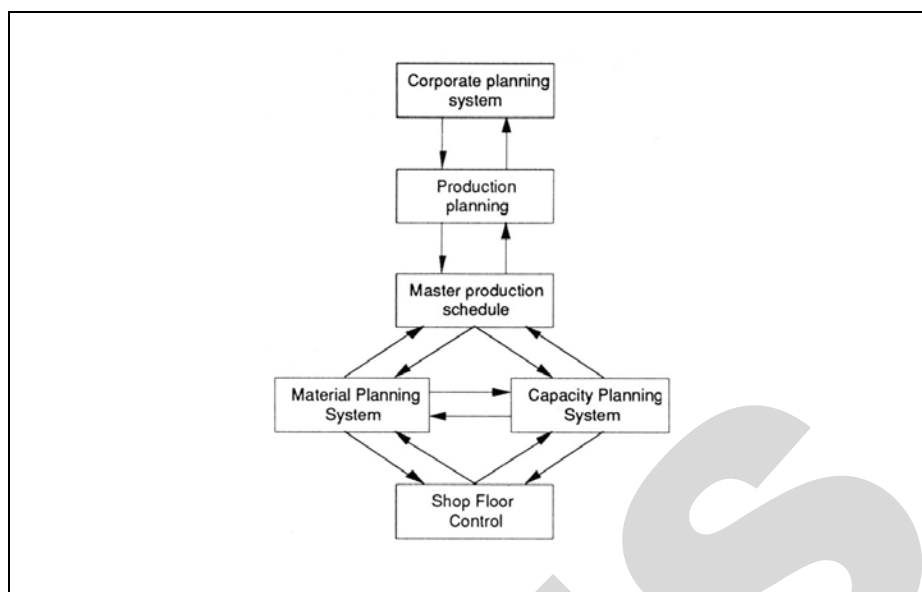 Corporate planning
system
Production
planning
Master production
schedule
Material Planning
System
Capacity Planning
System
Shop Floor
Control